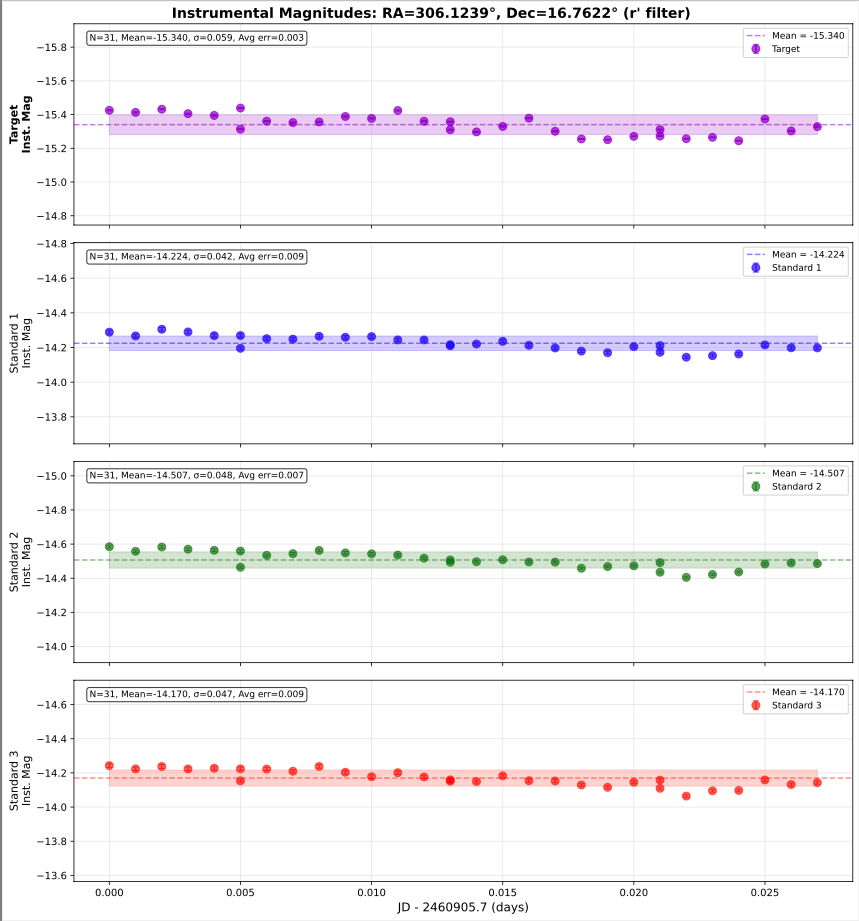 Instrumental Magnitudes: RA=306.1239°, Dec=16.7622° (r' filter)
N=31, Mean=-15.340, σ=0.059, Avg err=0.003
Mean = -15.340
Target
−15.8
−15.6
−15.4
−15.2
−15.0
−14.8
Target
Inst. Mag
N=31, Mean=-14.224, σ=0.042, Avg err=0.009
Mean = -14.224
Standard 1
−14.8
−14.6
−14.4
−14.2
−14.0
−13.8
Standard 1
Inst. Mag
N=31, Mean=-14.507, σ=0.048, Avg err=0.007
Mean = -14.507
Standard 2
−15.0
−14.8
−14.6
−14.4
−14.2
−14.0
Standard 2
Inst. Mag
N=31, Mean=-14.170, σ=0.047, Avg err=0.009
Mean = -14.170
Standard 3
−14.6
−14.4
−14.2
−14.0
−13.8
−13.6
Standard 3
Inst. Mag
0.000 0.005 0.010 0.015 0.020 0.025
JD - 2460905.7 (days)